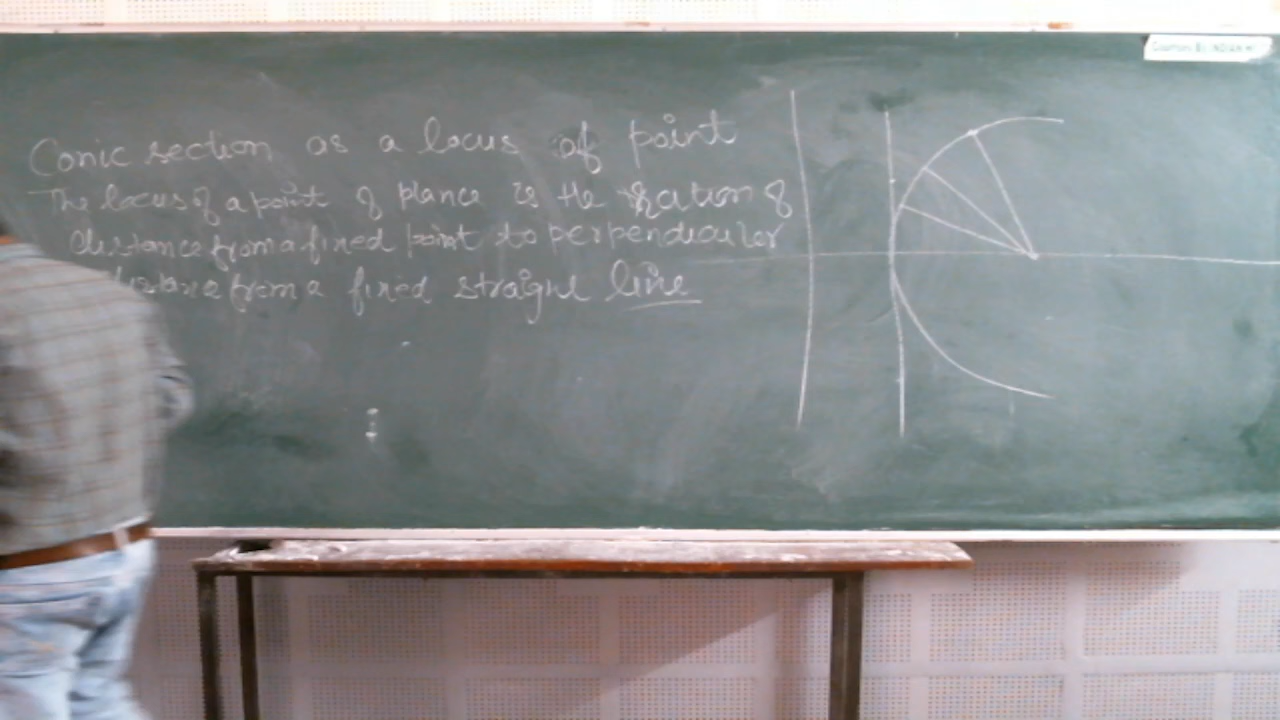 Conic section as a locus of point
The locus of a point of plance is the ration of
distance from a fixed point to perpendicular
distance from a fixed straight line